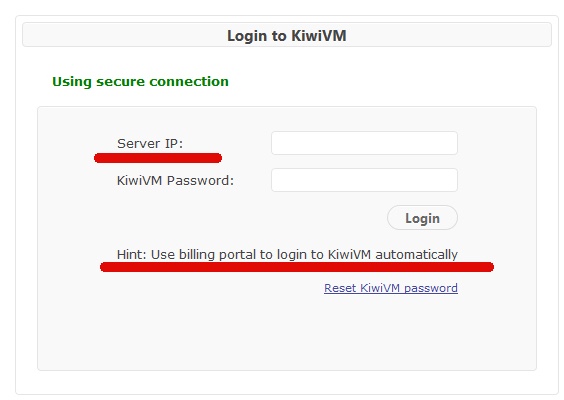 Login to KiwiVM
Using secure connection
Server IP:
KiwiVM Password:
Login
Hint: Use billing portal to login to KiwiVM automatically
Reset KiwiVM password